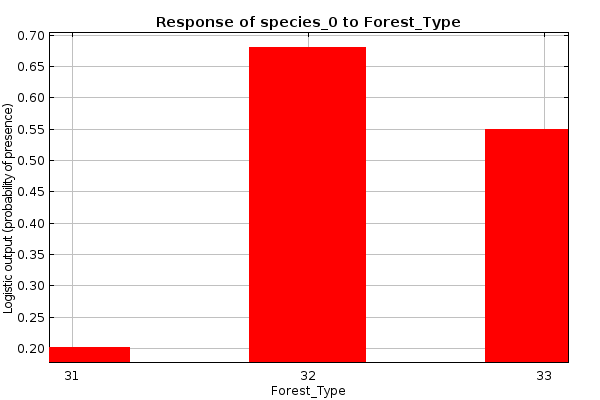 Response of species_0 to Forest_Type
Logistic output (probability of presence)
0.70
0.65
0.60
0.55
0.50
0.45
0.40
0.35
0.30
0.25
0.20
31 32 33
Forest_Type